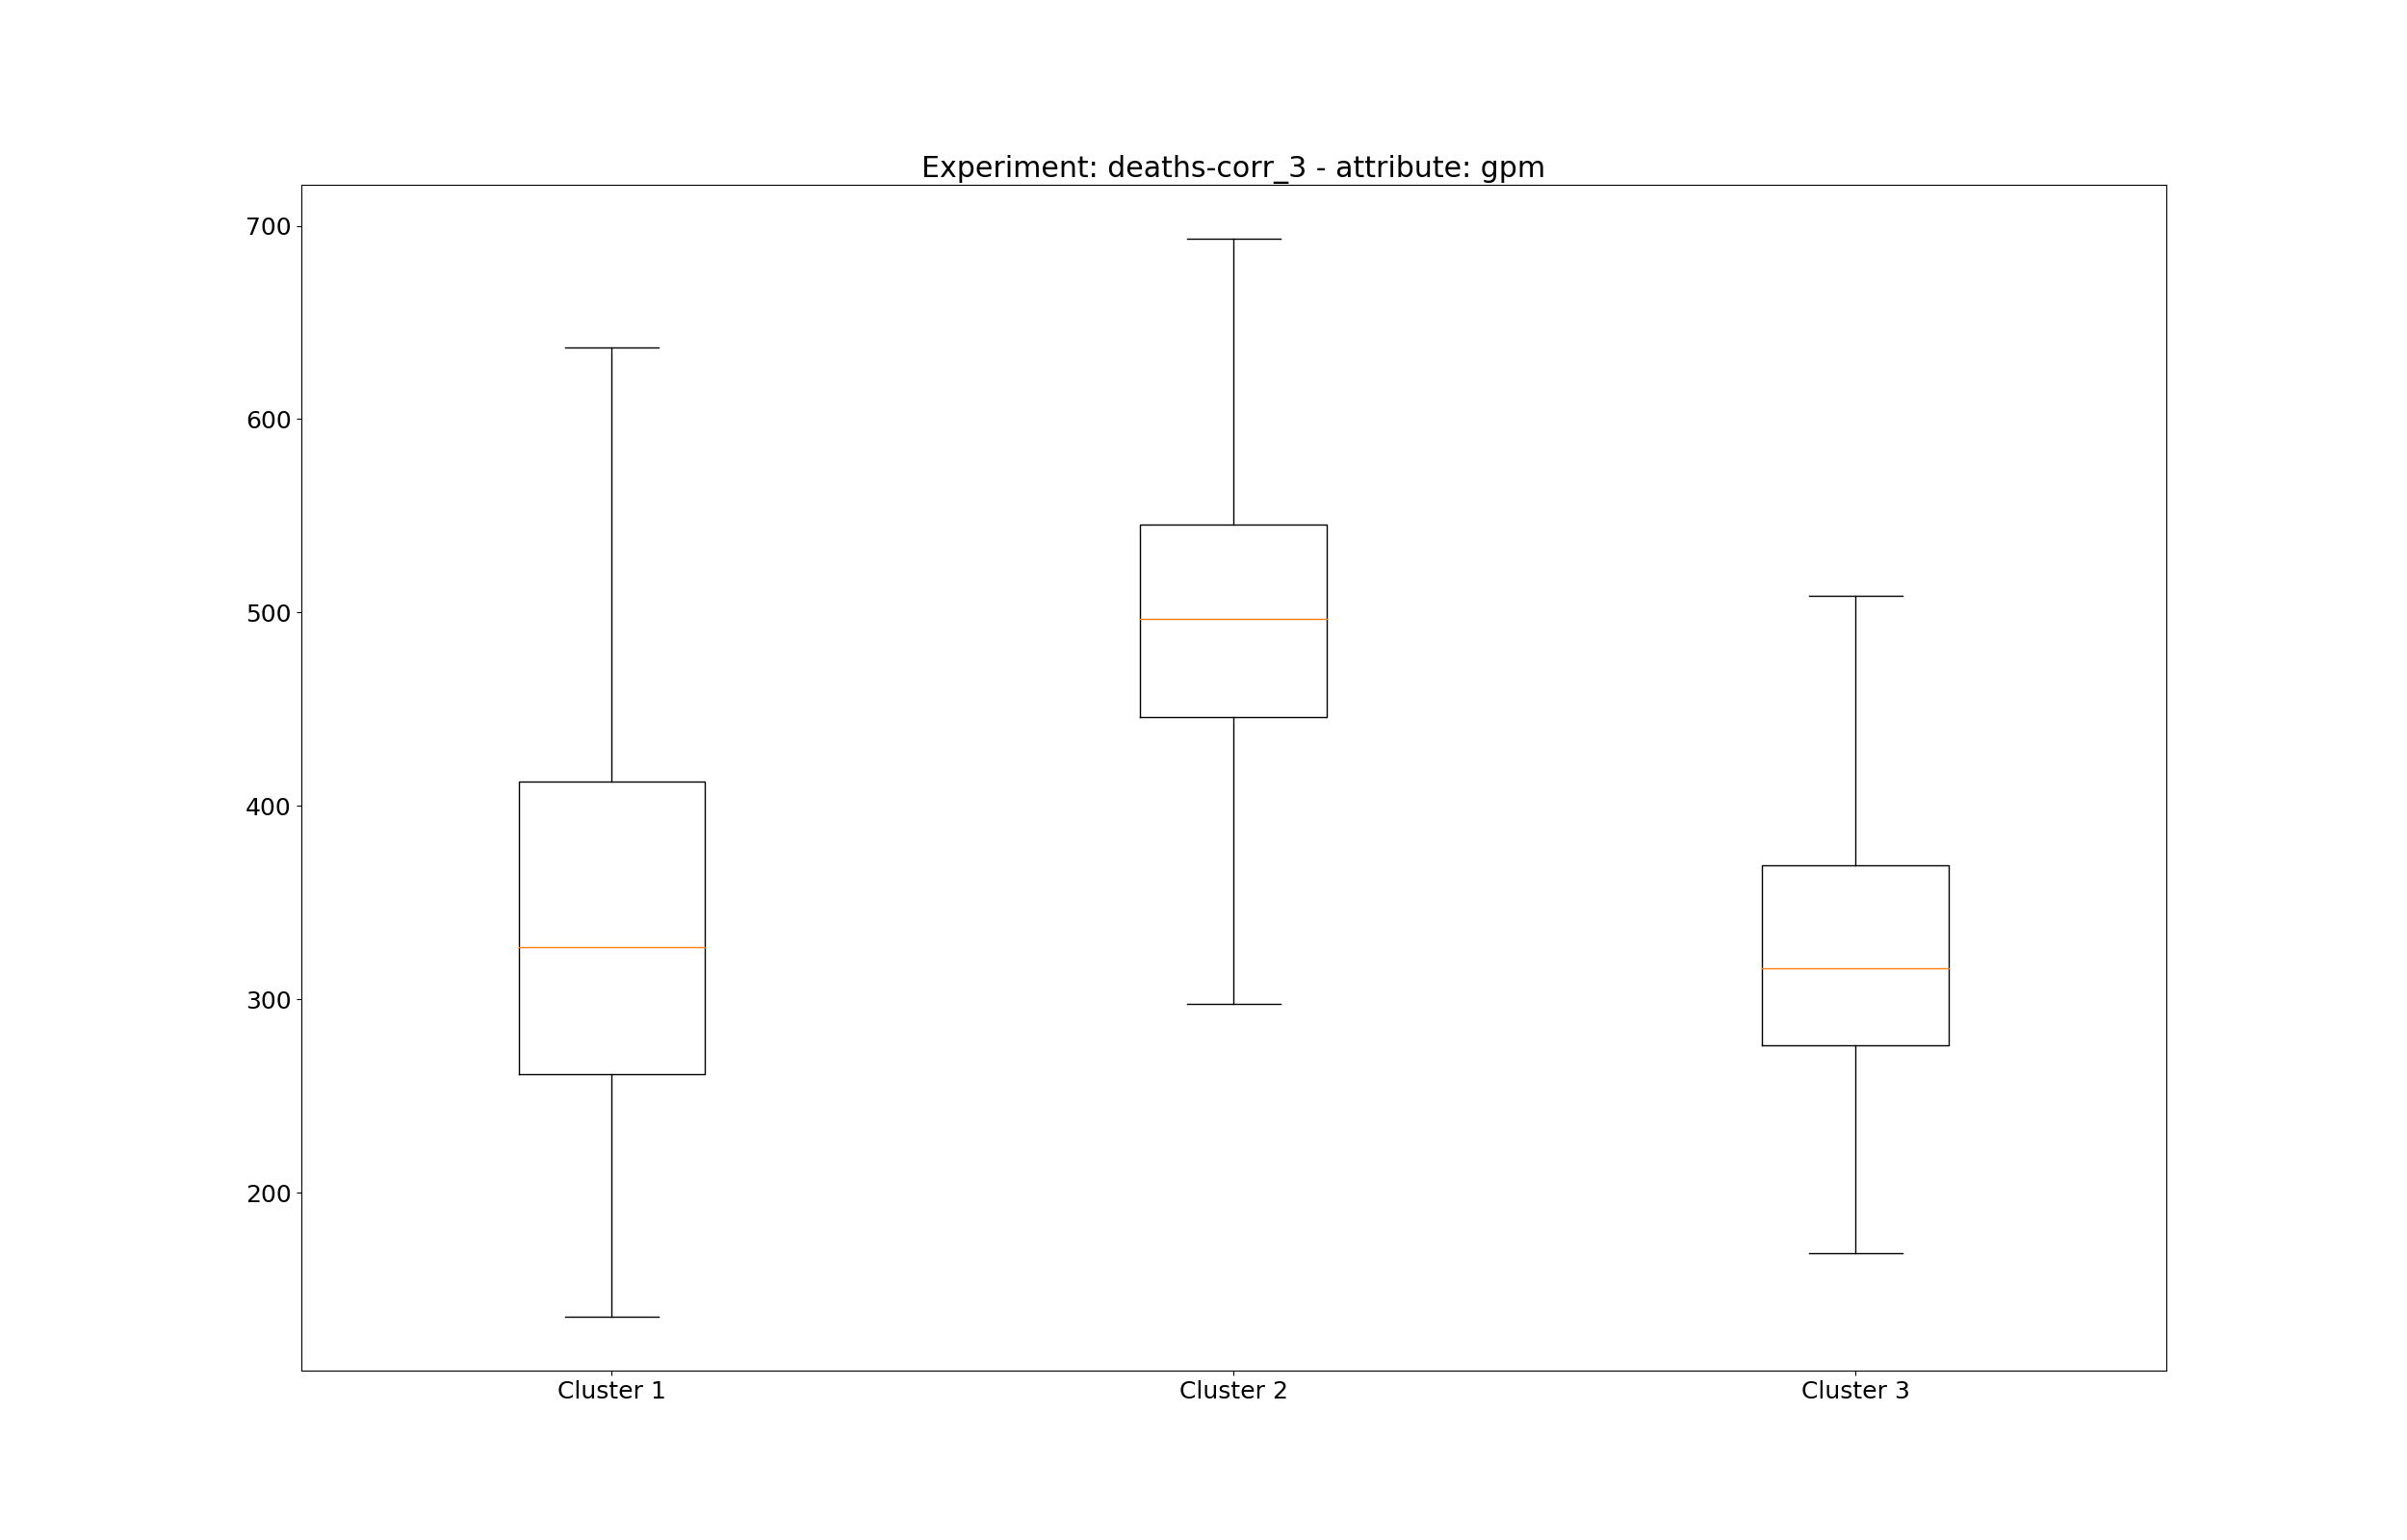 Experiment: deaths-corr_3 - attribute: gpm
700
600
500
400
300
200
Cluster 1
Cluster 2
Cluster 3